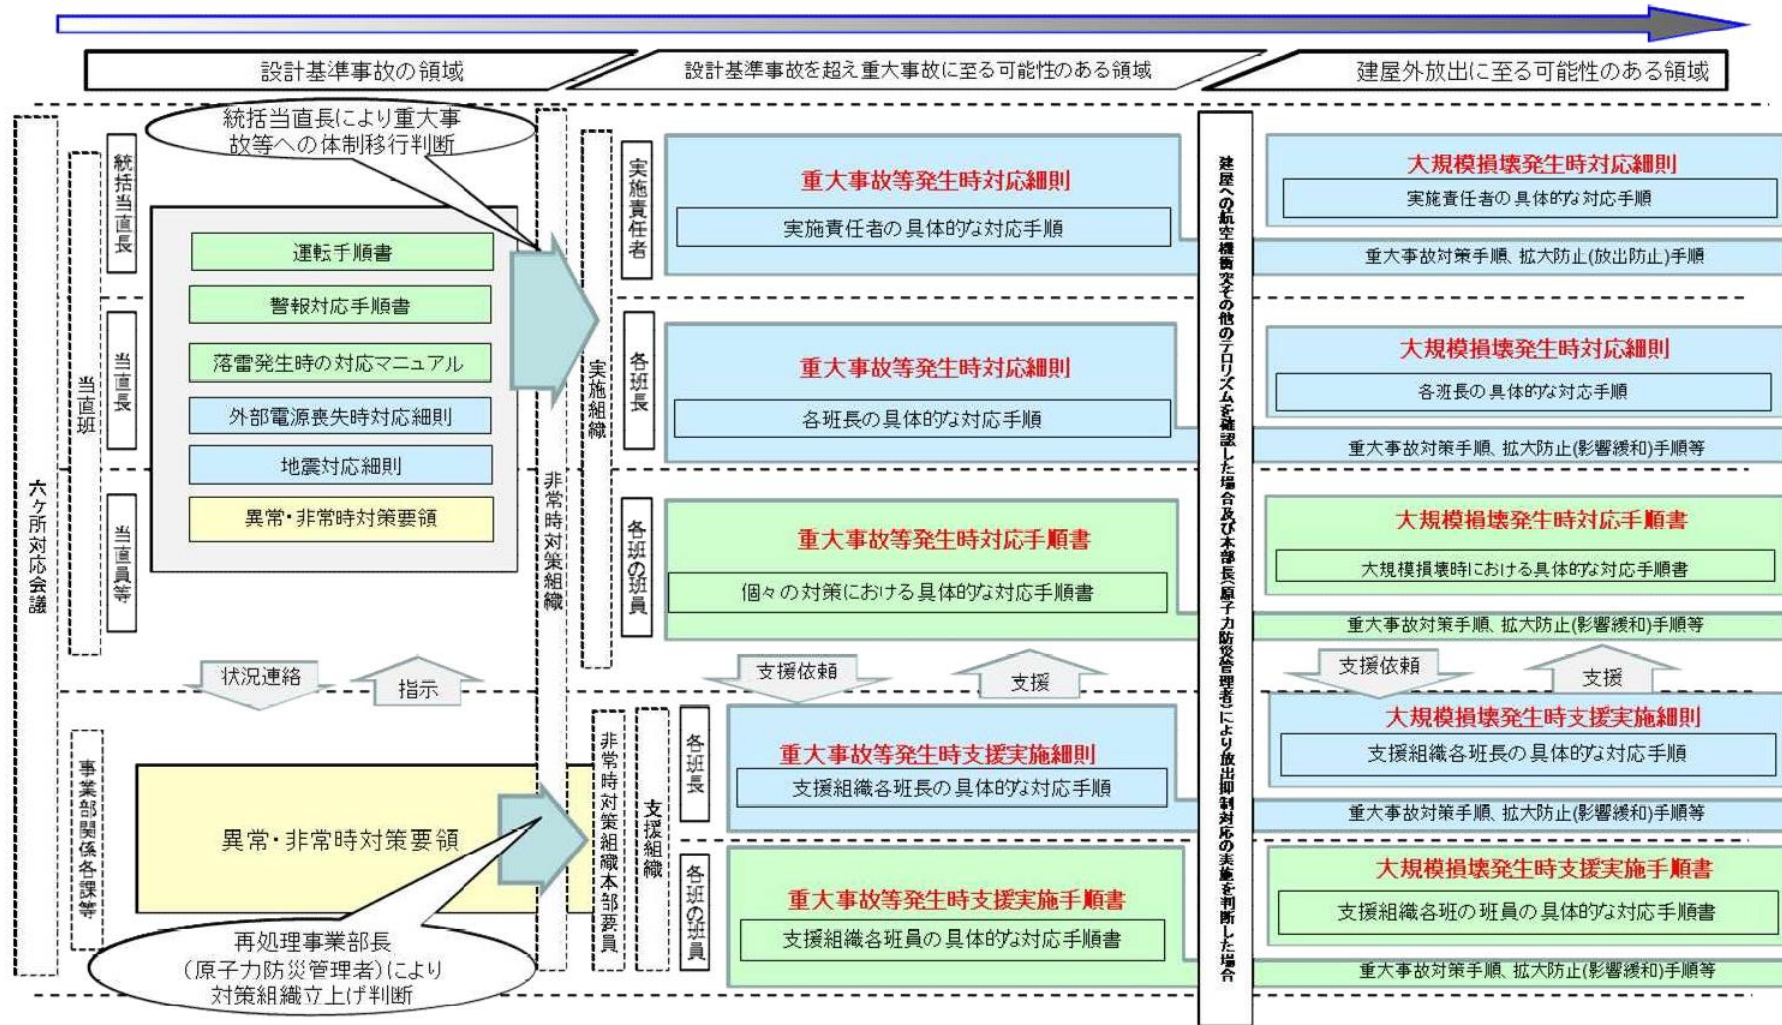 設計基準事故の領域
設計基準事故を超え重大事故に至る可能性のある領域
建屋外放出に至る可能性のある領域
統括当直長により重大事
故等への体制移行判断
六ヶ所対応会議
当直班
統括当直長
当直長
当直員等
運転手順書
警報対応手順書
落雷発生時の対応マニュアル
外部電源喪失時対応細則
地震対応細則
異常・非常時対策要領
非常時対策組織
実施組織
実施責任者
重大事故等発生時対応細則
実施責任者の具体的な対応手順
各班長
重大事故等発生時対応細則
各班長の具体的な対応手順
各班の班員
重大事故等発生時対応手順書
個々の対策における具体的な対応手順書
建屋への航空機衝突その他のテロリズムを確認した場合及び本部長(原子力防災管理者)により放出抑制対応の実施を判断した場合
大規模損壊発生時対応細則
実施責任者の具体的な対応手順
重大事故対策手順、拡大防止(放出防止)手順
大規模損壊発生時対応細則
各班長の具体的な対応手順
重大事故対策手順、拡大防止(影響緩和)手順等
大規模損壊発生時対応手順書
大規模損壊時における具体的な対応手順書
重大事故対策手順、拡大防止(影響緩和)手順等
状況連絡
指示
支援依頼
支援
支援依頼
支援
事業部関係各課等
異常・非常時対策要領
再処理事業部長
(原子力防災管理者)により
対策組織立上げ判断
非常時対策組織本部要員
支援組織
各班長
重大事故等発生時支援実施細則
支援組織各班長の具体的な対応手順
各班の班員
重大事故等発生時支援実施手順書
支援組織各班員の具体的な対応手順書
大規模損壊発生時支援実施細則
支援組織各班長の具体的な対応手順
重大事故対策手順、拡大防止(影響緩和)手順等
大規模損壊発生時支援実施手順書
支援組織各班の班員の具体的な対応手順書
重大事故対策手順、拡大防止(影響緩和)手順等